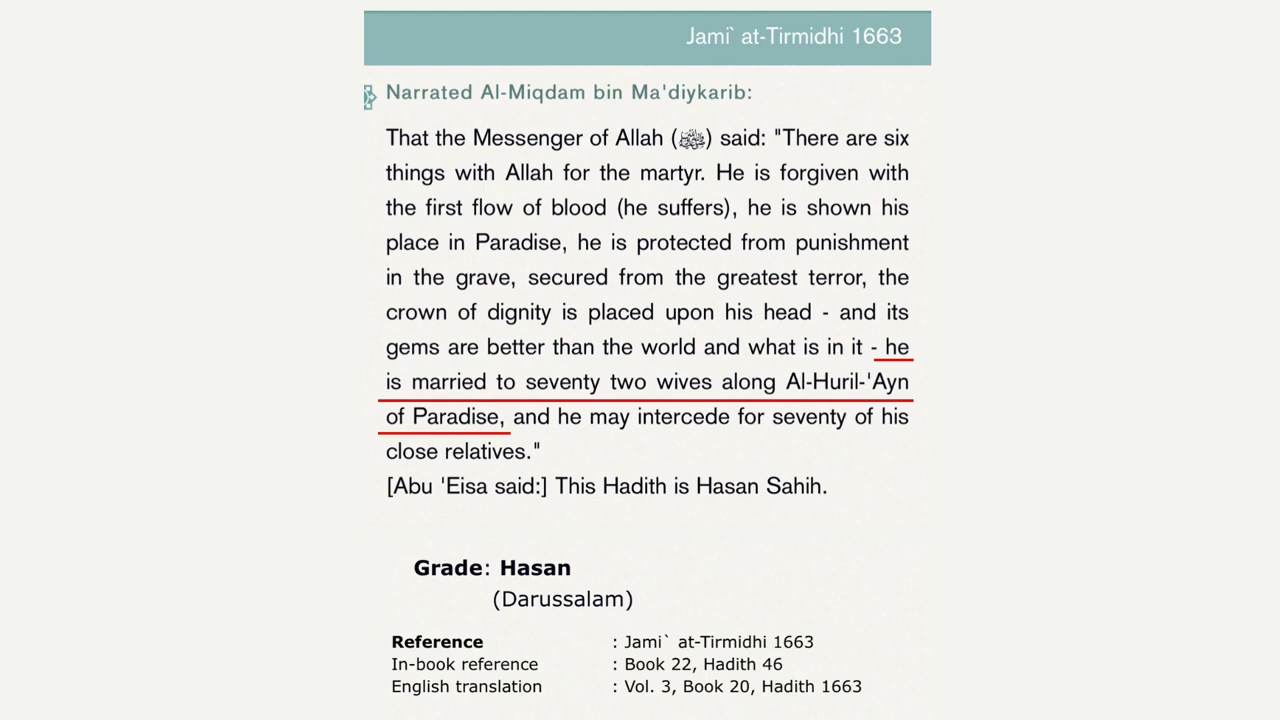 Jami` at-Tirmidhi 1663
Narrated Al-Miqdam bin Ma'diykarib:
That the Messenger of Allah (ﷺ) said: "There are six
things with Allah for the martyr. He is forgiven with
the first flow of blood (he suffers), he is shown his
place in Paradise, he is protected from punishment
in the grave, secured from the greatest terror, the
crown of dignity is placed upon his head - and its
gems are better than the world and what is in it - he
is married to seventy two wives along Al-Huril-'Ayn
of Paradise, and he may intercede for seventy of his
close relatives."
[Abu 'Eisa said:] This Hadith is Hasan Sahih.
Grade: Hasan
(Darussalam)
Reference : Jami` at-Tirmidhi 1663
In-book reference : Book 22, Hadith 46
English translation : Vol. 3, Book 20, Hadith 1663